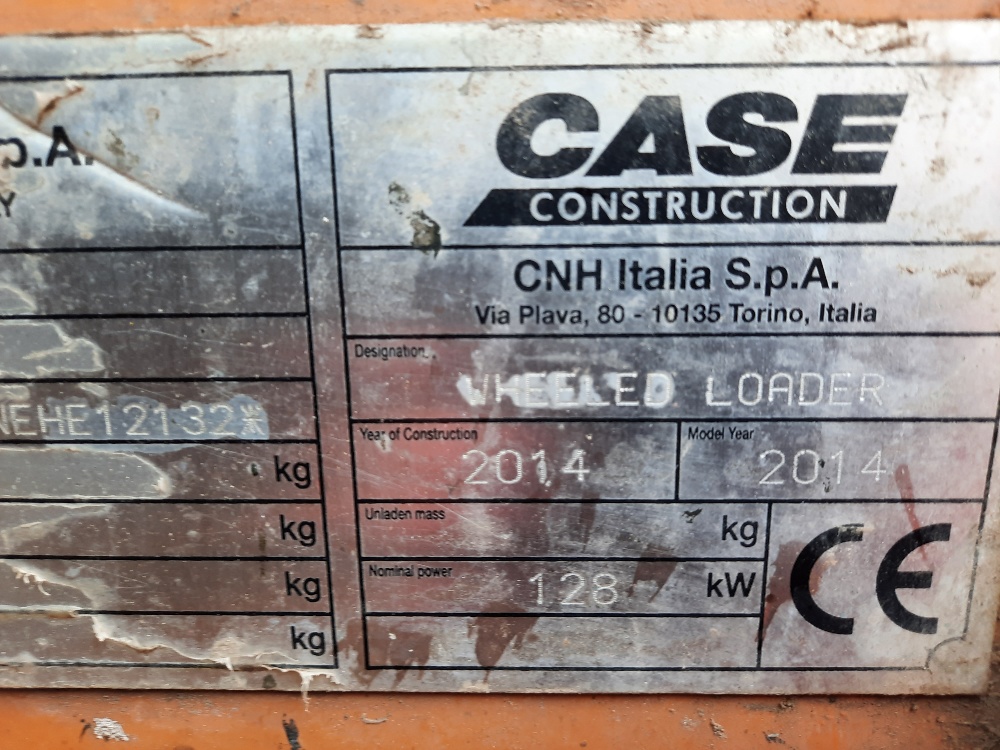 p.A.
Y
NEHE12132*
kg
kg
kg
kg
CASE
CONSTRUCTION
CNH Italia S.p.A.
Via Plava, 80 - 10135 Torino, Italia
Designation
WHEELED LOADER
Year of Construction
2014
Model Year
2014
Unladen mass
kg
Nominal power
128 kW
CE